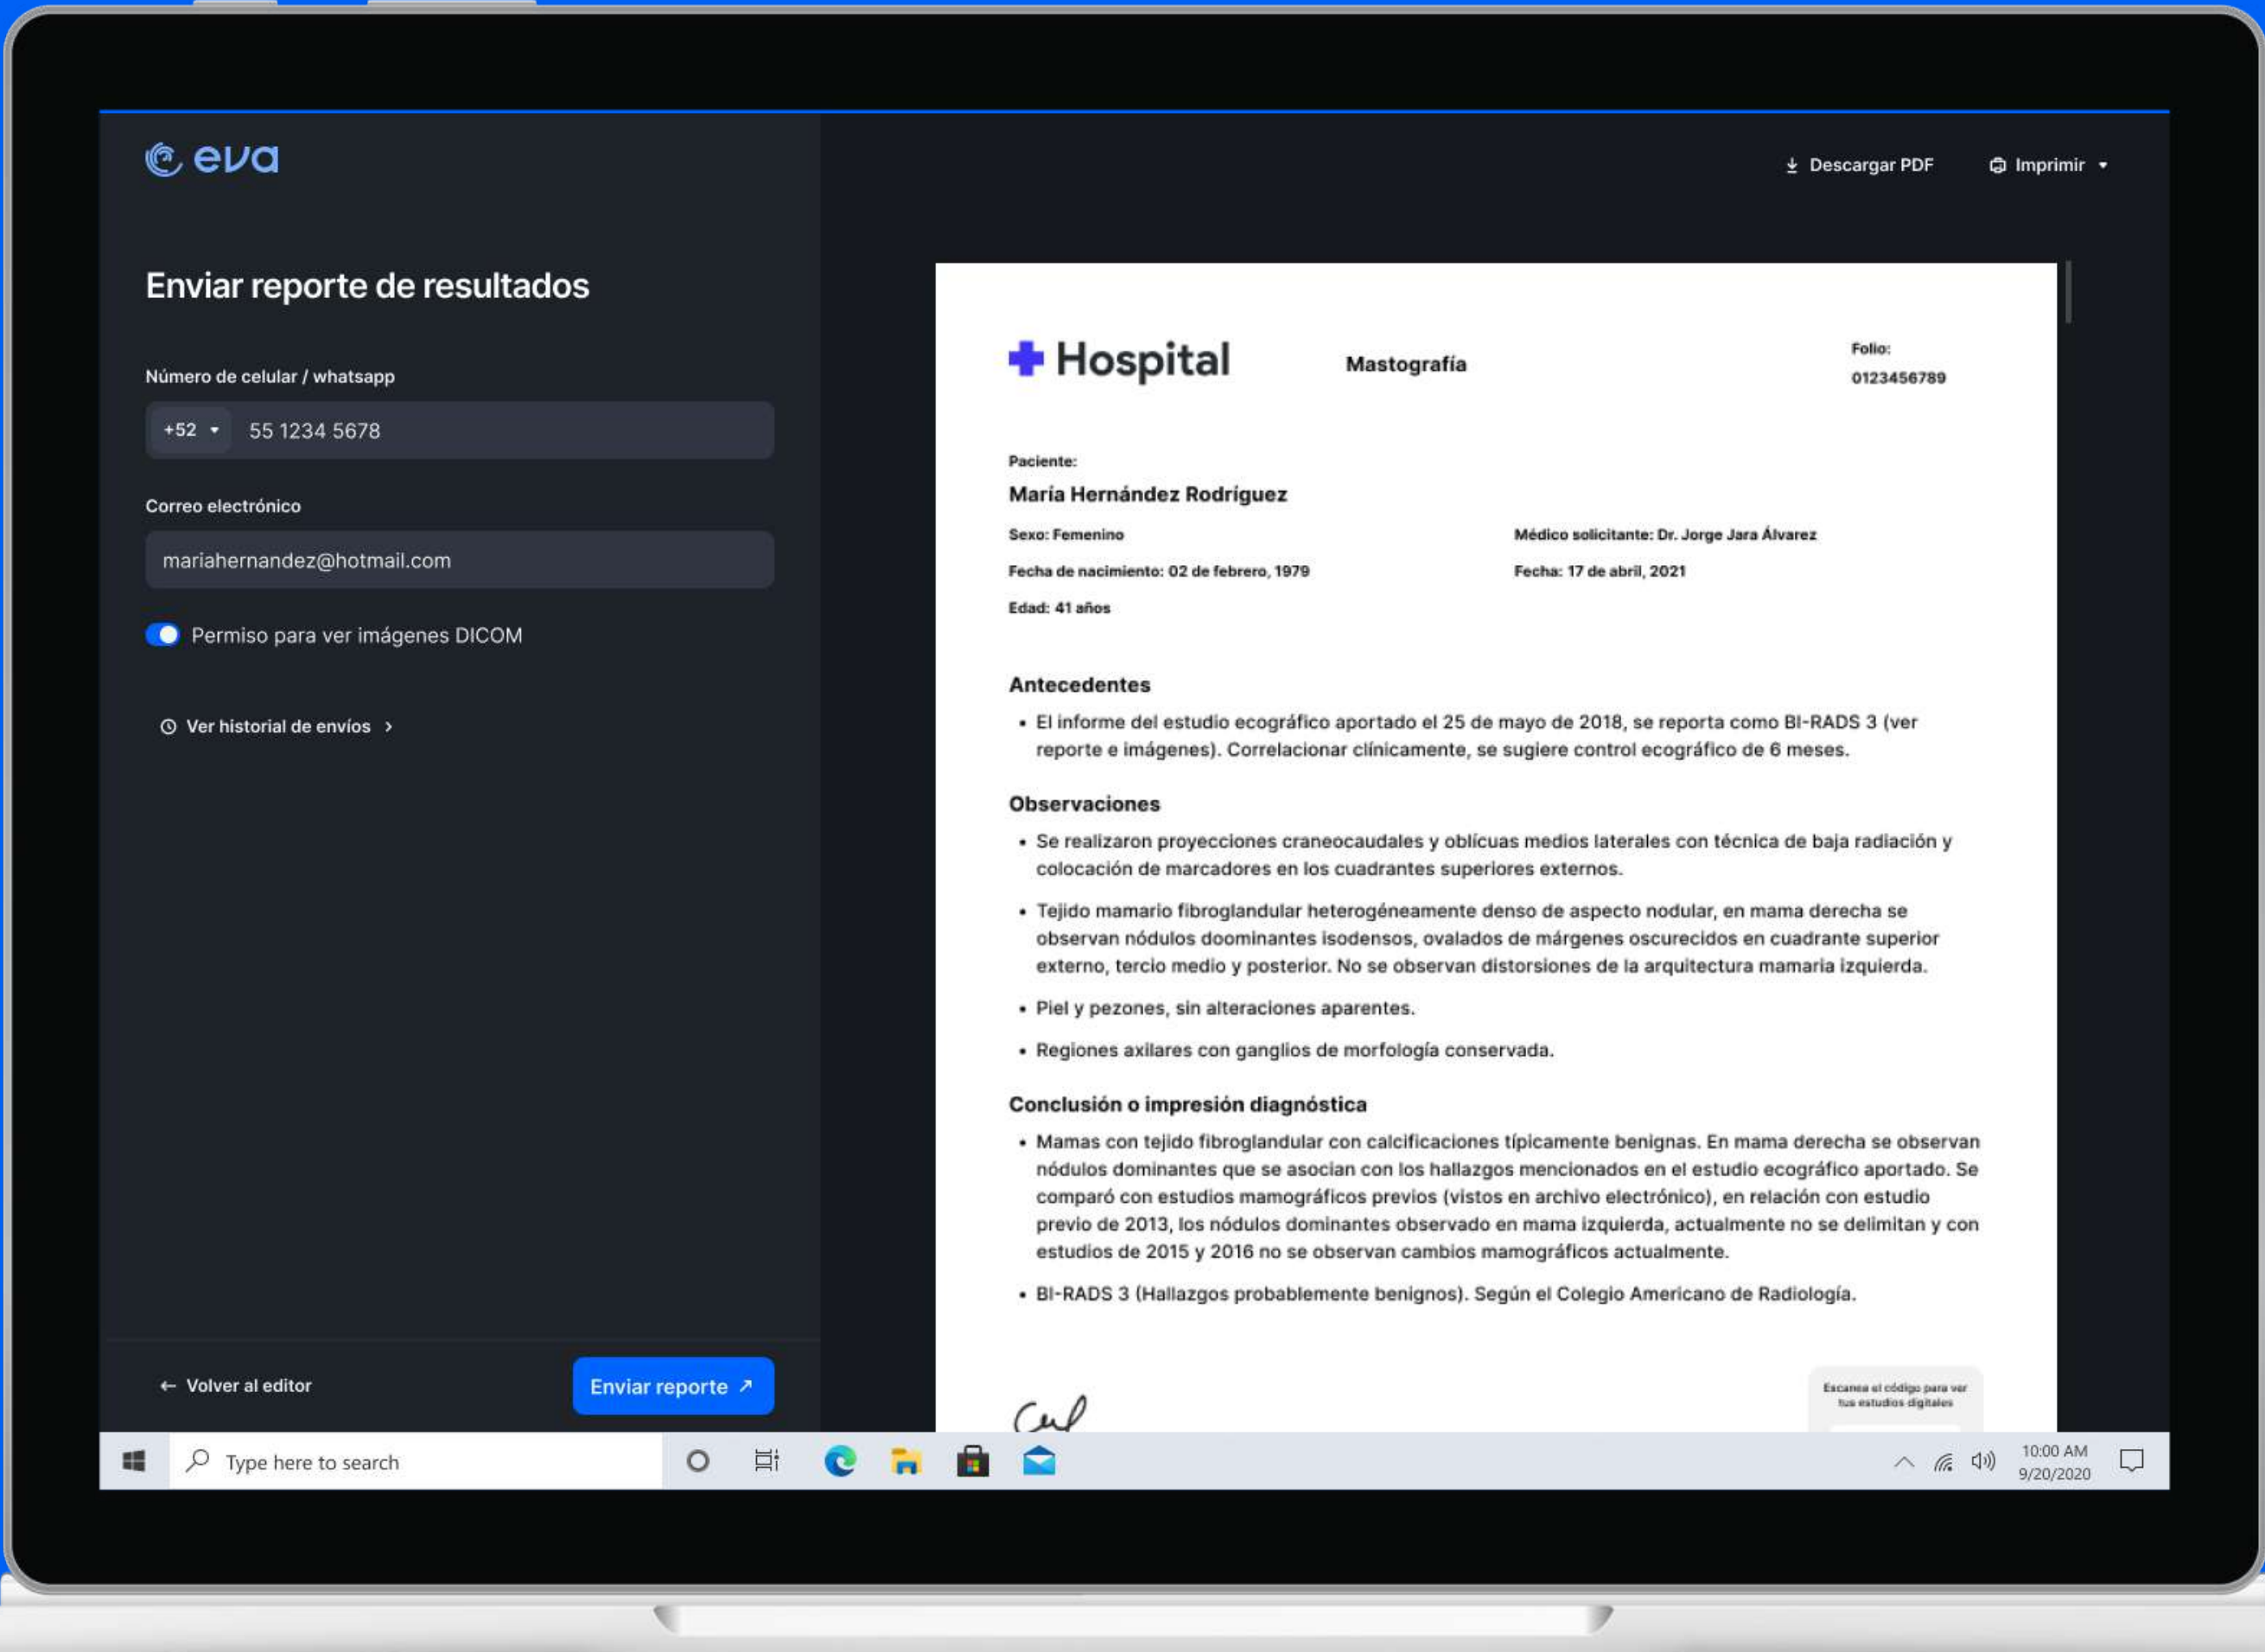 eva
Descargar PDF
Imprimir
Enviar reporte de resultados
Número de celular / whatsapp
+52
55 1234 5678
Correo electrónico
mariahernandez@hotmail.com
Permiso para ver imágenes DICOM
Ver historial de envíos
Volver al editor
Enviar reporte
Hospital
Mastografía
Folio:
0123456789
Paciente:
María Hernández Rodríguez
Sexo: Femenino
Médico solicitante: Dr. Jorge Jara Álvarez
Fecha de nacimiento: 02 de febrero, 1979
Fecha: 17 de abril, 2021
Edad: 41 años
Antecedentes
• El informe del estudio ecográfico aportado el 25 de mayo de 2018, se reporta como BI-RADS 3 (ver
reporte e imágenes). Correlacionar clínicamente, se sugiere control ecográfico de 6 meses.
Observaciones
• Se realizaron proyecciones craneocaudales y oblícuas medios laterales con técnica de baja radiación y
colocación de marcadores en los cuadrantes superiores externos.
• Tejido mamario fibroglandular heterogéneamente denso de aspecto nodular, en mama derecha se
observan nódulos doominantes isodensos, ovalados de márgenes oscurecidos en cuadrante superior
externo, tercio medio y posterior. No se observan distorsiones de la arquitectura mamaria izquierda.
• Piel y pezones, sin alteraciones aparentes.
• Regiones axilares con ganglios de morfología conservada.
Conclusión o impresión diagnóstica
• Mamas con tejido fibroglandular con calcificaciones típicamente benignas. En mama derecha se observan
nódulos dominantes que se asocian con los hallazgos mencionados en el estudio ecográfico aportado. Se
comparó con estudios mamográficos previos (vistos en archivo electrónico), en relación con estudio
previo de 2013, los nódulos dominantes observado en mama izquierda, actualmente no se delimitan y con
estudios de 2015 y 2016 no se observan cambios mamográficos actualmente.
• BI-RADS 3 (Hallazgos probablemente benignos). Según el Colegio Americano de Radiología.
Escanea el código para ver
tus estudios digitales
Type here to search
10:00 AM
9/20/2020